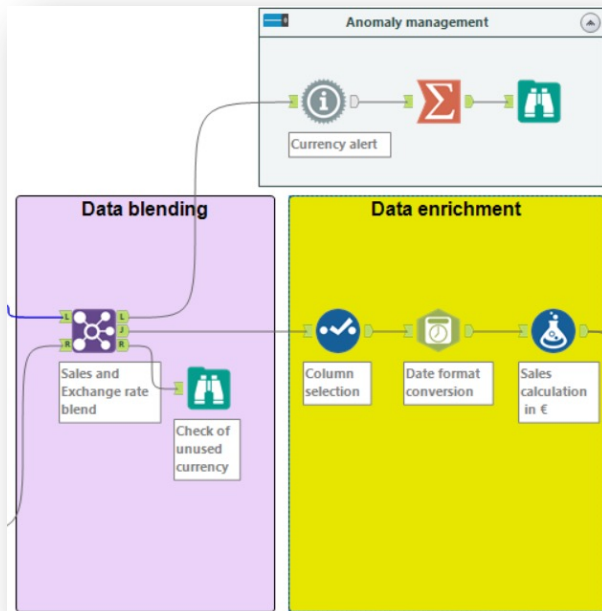 Anomaly management
Currency alert
Data blending
Data enrichment
L
L
J
R
R
Sales and
Exchange rate
blend
Check of
unused
currency
Column
selection
Date format
conversion
Sales
calculation
in €